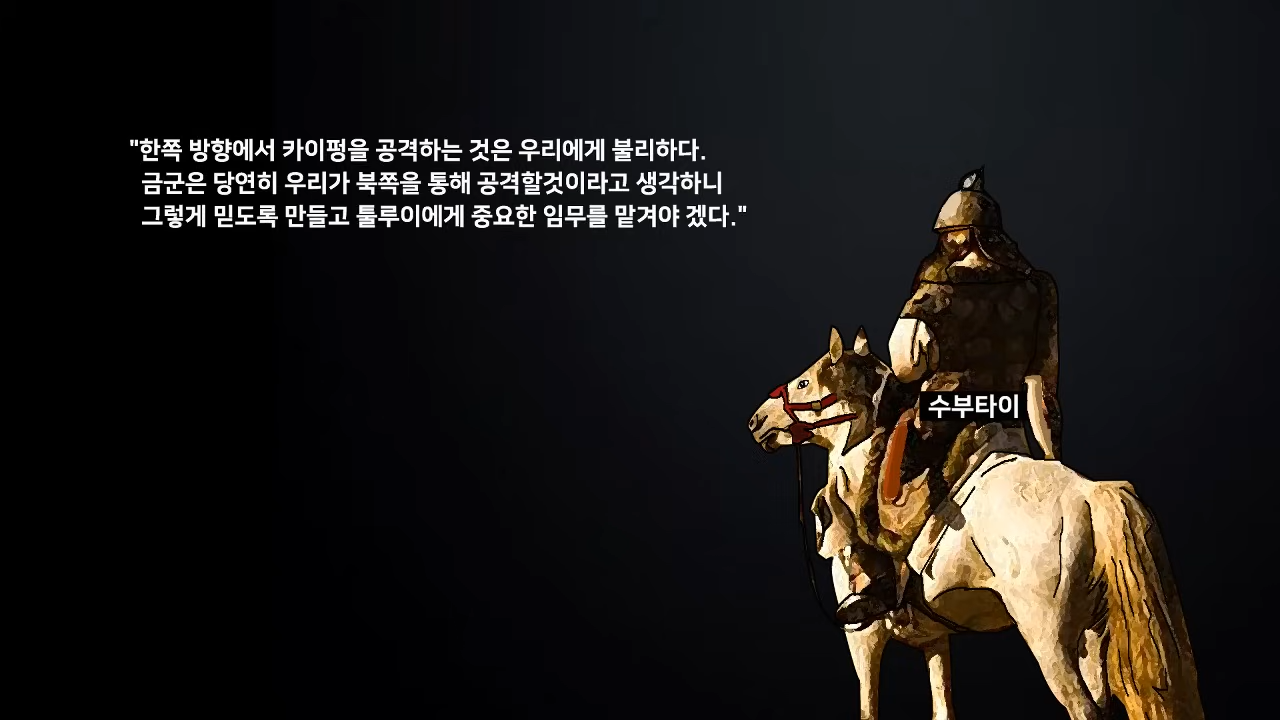 "한쪽 방향에서 카이펑을 공격하는 것은 우리에게 불리하다.
금군은 당연히 우리가 북쪽을 통해 공격할것이라고 생각하니
그렇게 믿도록 만들고 툴루이에게 중요한 임무를 맡겨야 겠다."
수부타이